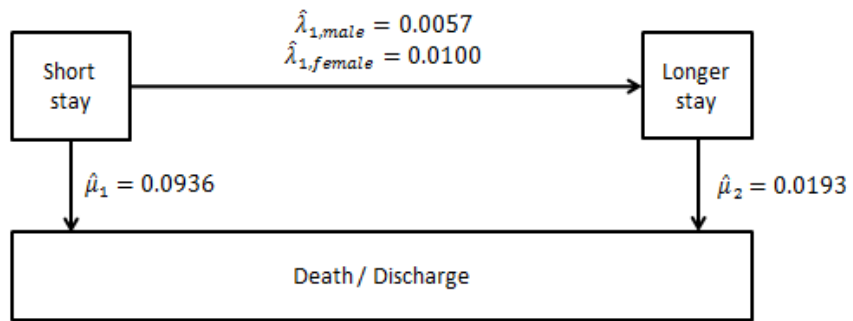 λ̂₁,male = 0.0057
λ̂₁,female = 0.0100
Short
stay
Longer
stay
μ̂₁ = 0.0936
μ̂₂ = 0.0193
Death / Discharge